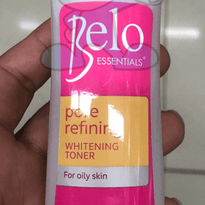 Belo
ESSENTIALS®
pore
refining
WHITENING
TONER
For oily skin